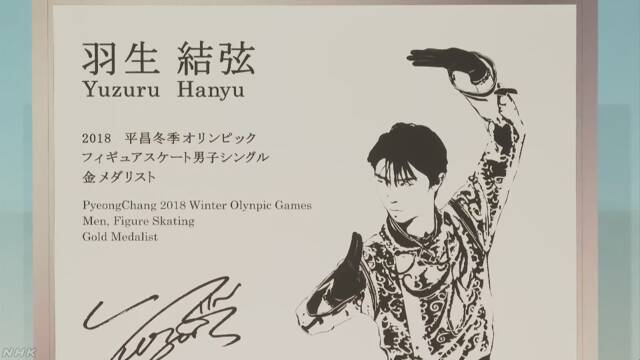 羽生 結弦
Yuzuru Hanyu
2018 平昌冬季オリンピック
フィギュアスケート男子シングル
金メダリスト
PyeongChang 2018 Winter Olynpic Games
Men, Figure Skating
Gold Medalist
NHK